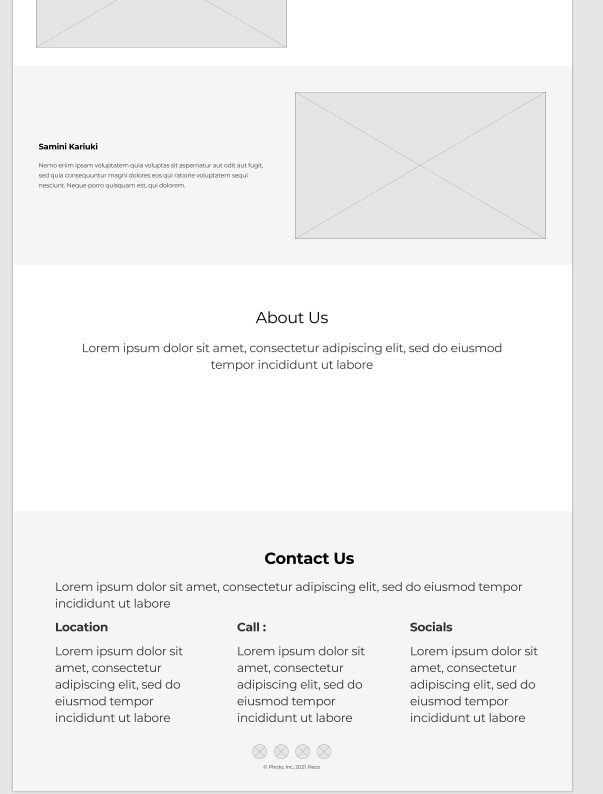 Samini Kariuki
Nemo enim ipsam voluptatem quia voluptas sit aspernatur aut odit aut fugit,
sed quia consequuntur magni dolores eos qui ratione voluptatem sequi
nesciunt. Neque porro quisquam est, qui dolorem.
About Us
Lorem ipsum dolor sit amet, consectetur adipiscing elit, sed do eiusmod
tempor incididunt ut labore
Contact Us
Lorem ipsum dolor sit amet, consectetur adipiscing elit, sed do eiusmod tempor
incididunt ut labore
Location
Lorem ipsum dolor sit
amet, consectetur
adipiscing elit, sed do
eiusmod tempor
incididunt ut labore
Call :
Lorem ipsum dolor sit
amet, consectetur
adipiscing elit, sed do
eiusmod tempor
incididunt ut labore
Socials
Lorem ipsum dolor sit
amet, consectetur
adipiscing elit, sed do
eiusmod tempor
incididunt ut labore
© Photo, Inc. 2021. Reco